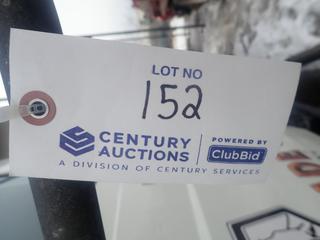 LOT NO
152
CENTURY AUCTIONS
POWERED BY
ClubBid
A DIVISION OF CENTURY SERVICES